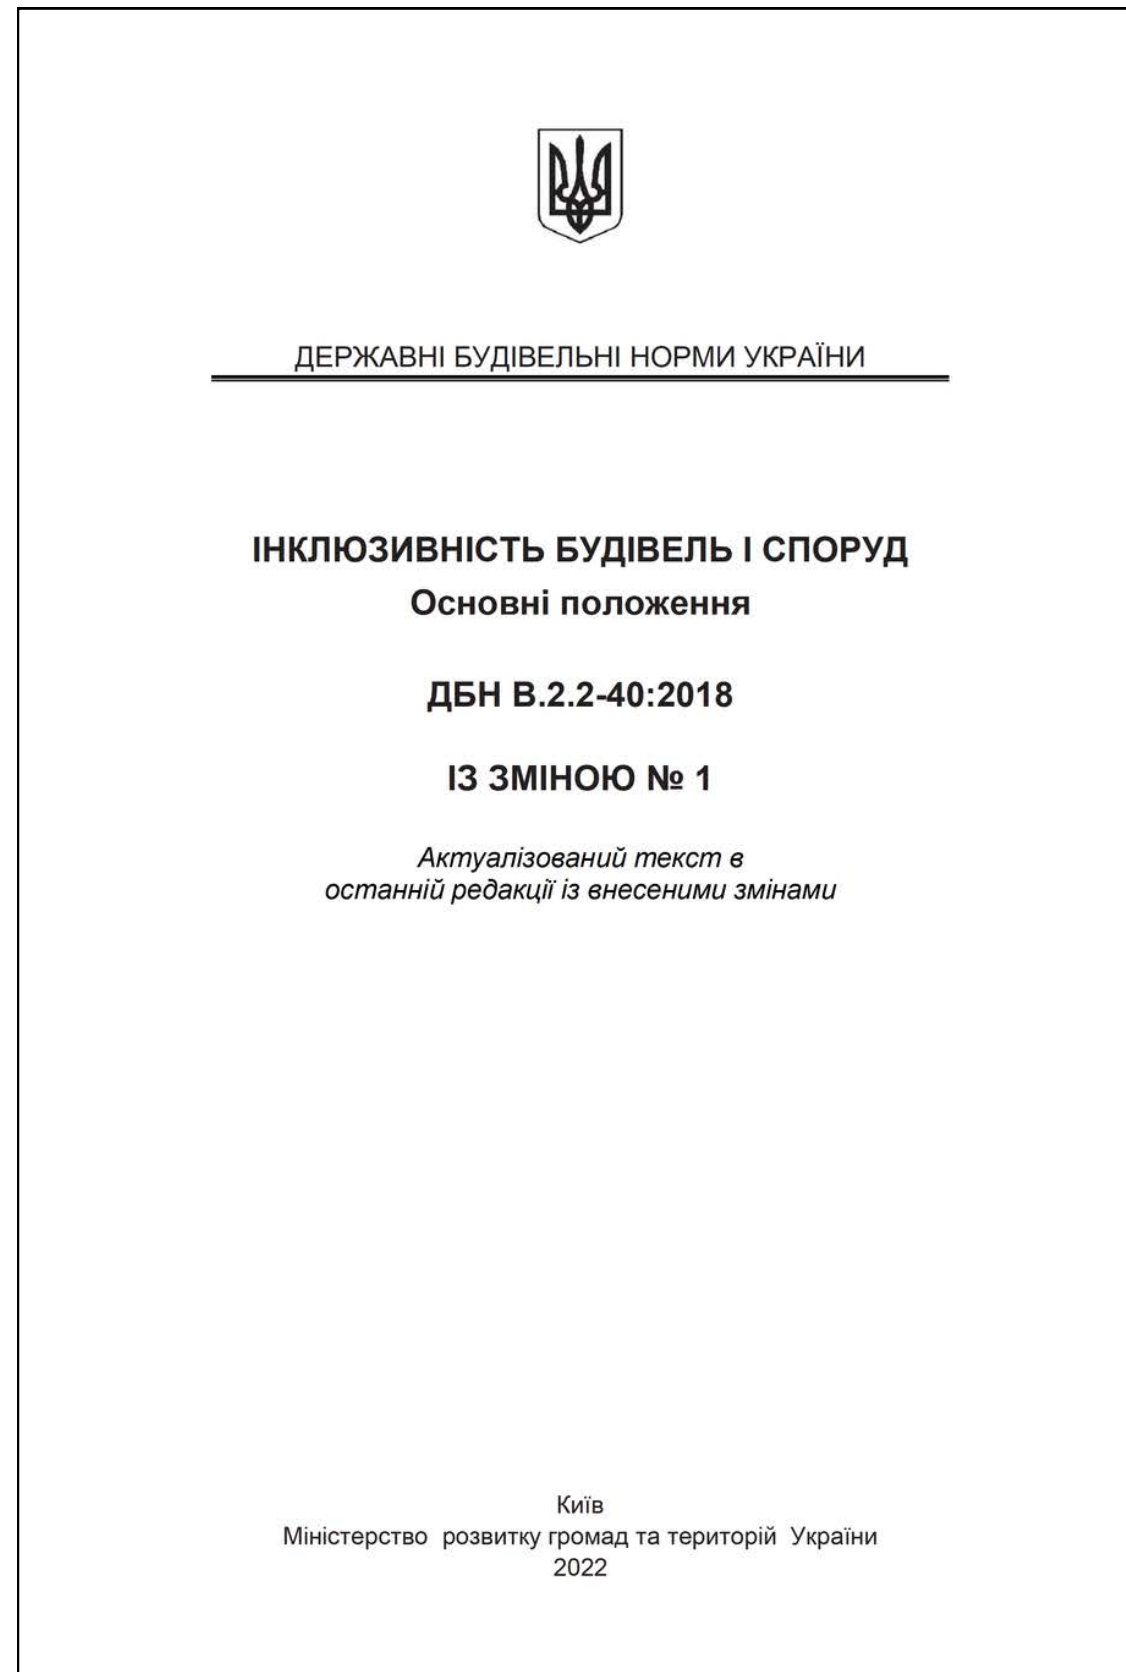 ДЕРЖАВНІ БУДІВЕЛЬНІ НОРМИ УКРАЇНИ
ІНКЛЮЗИВНІСТЬ БУДІВЕЛЬ І СПОРУД
Основні положення
ДБН В.2.2-40:2018
ІЗ ЗМІНОЮ № 1
Актуалізований текст в
останній редакції із внесеними змінами
Київ
Міністерство розвитку громад та територій України
2022